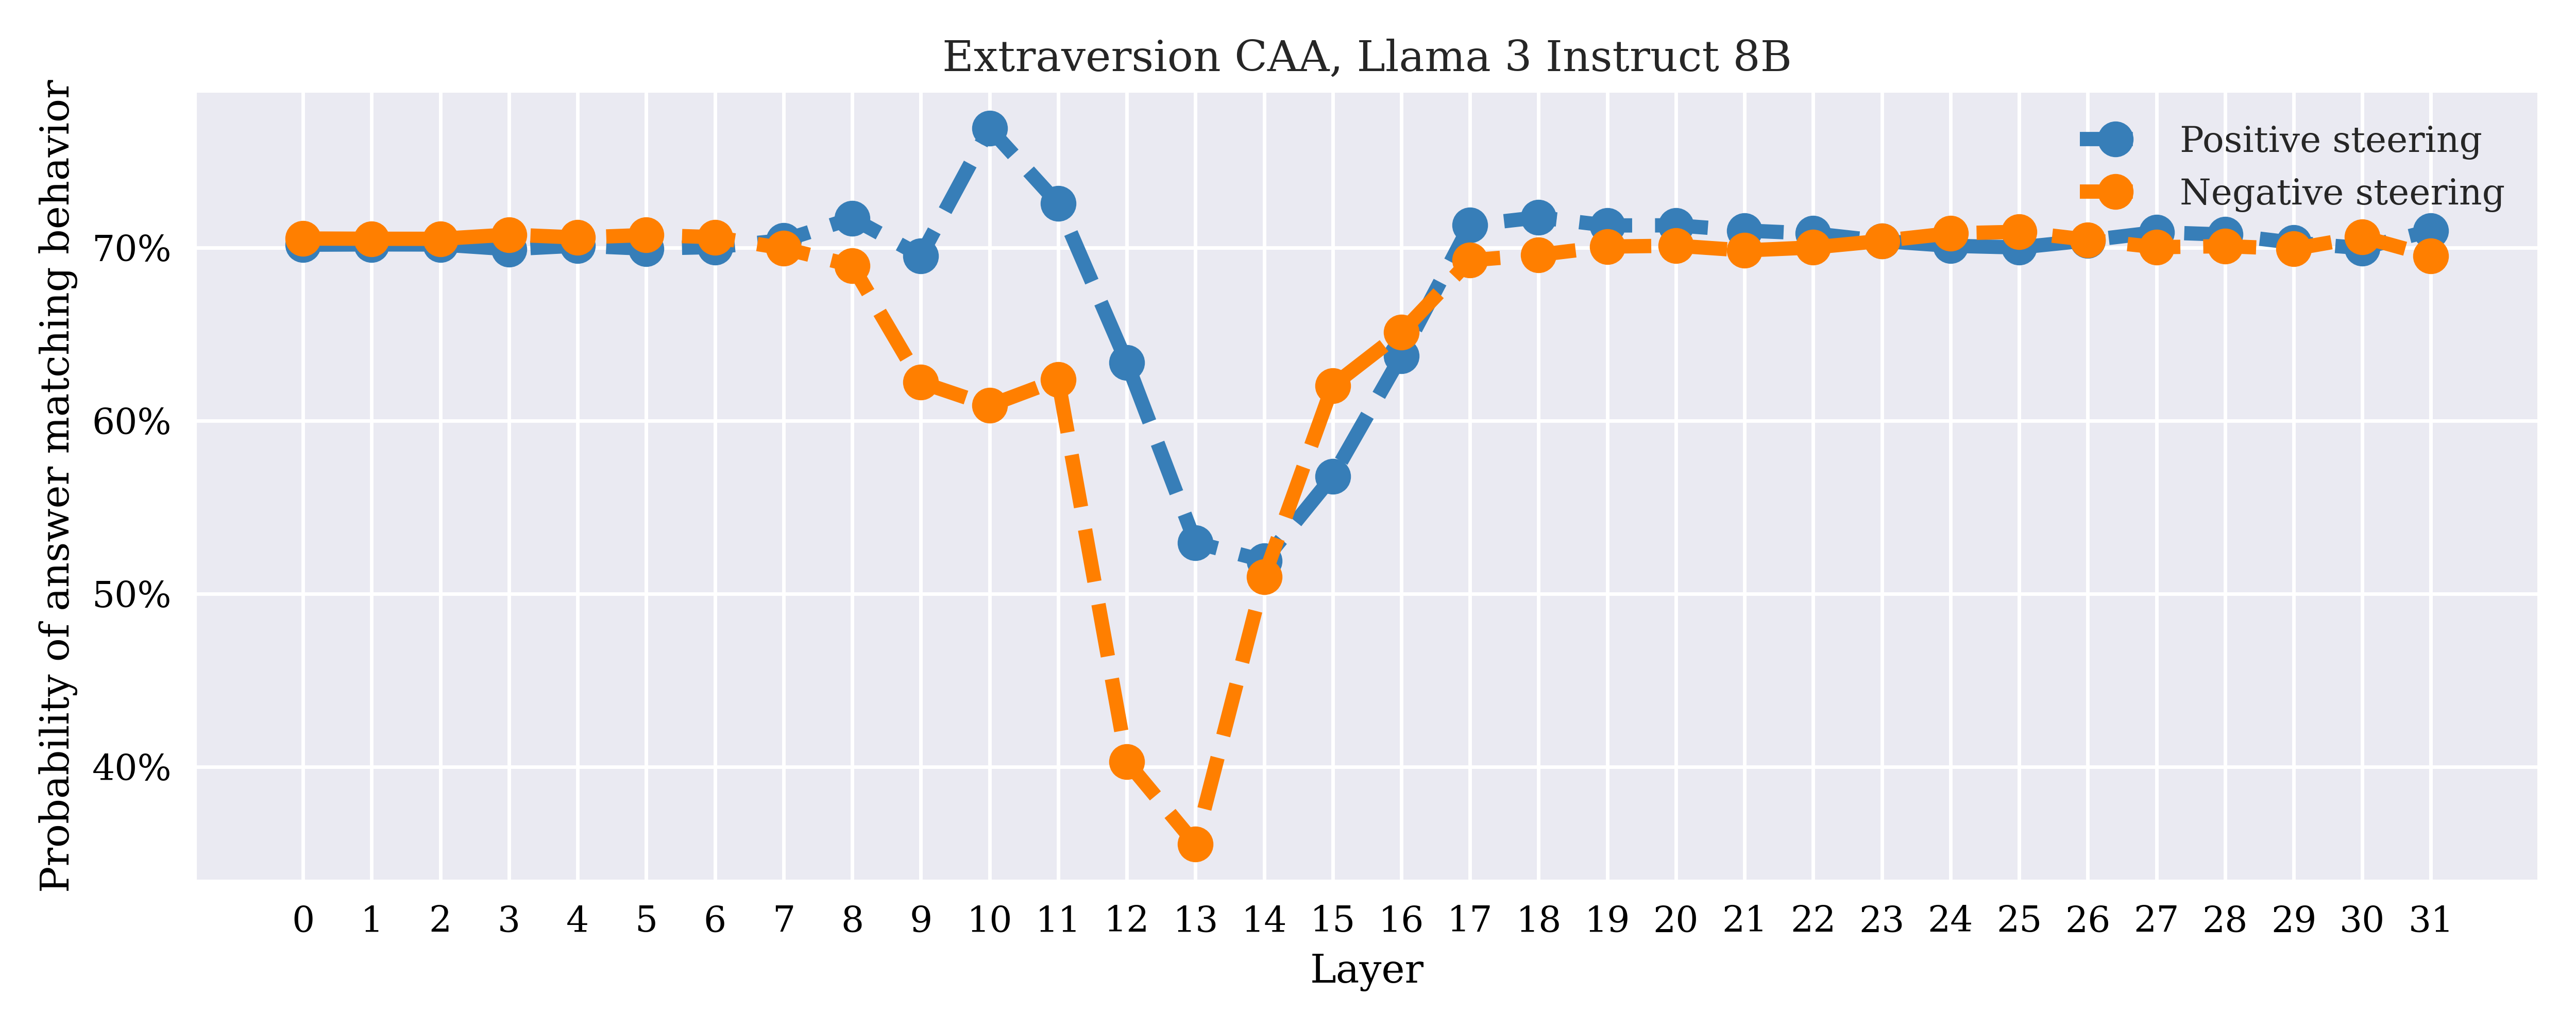 Extraversion CAA, Llama 3 Instruct 8B
Positive steering
Negative steering
Probability of answer matching behavior
70%
60%
50%
40%
0 1 2 3 4 5 6 7 8 9 10 11 12 13 14 15 16 17 18 19 20 21 22 23 24 25 26 27 28 29 30 31
Layer